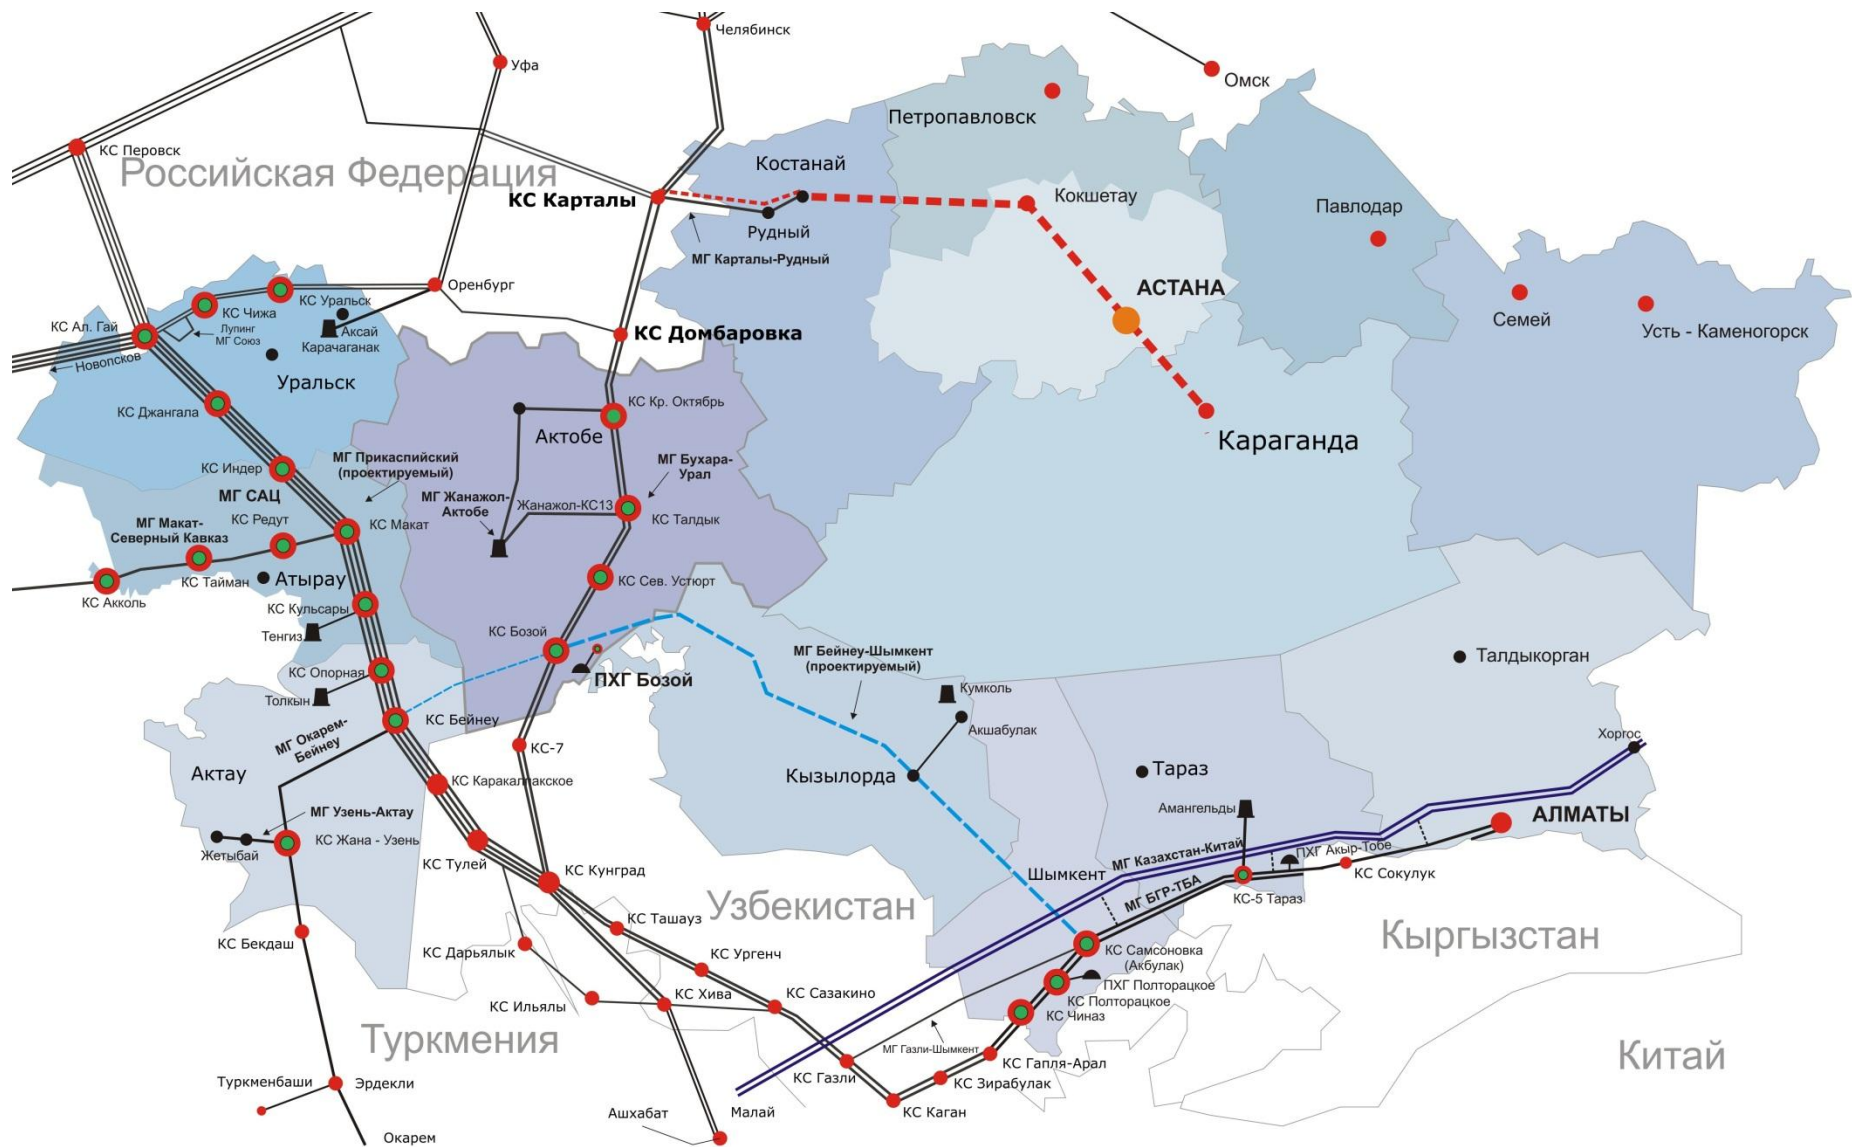 Челябинск
Уфа
Омск
Петропавловск
КС Перовск
Российская Федерация
Костанай
КС Карталы
Кокшетау
Павлодар
Рудный
МГ Карталы-Рудный
Оренбург
КС Уральск
КС Чижа
АСТАНА
КС Ал. Гай
Лупинг
МГ Союз
Аксай
Карачаганак
КС Домбаровка
Семей
Усть - Каменогорск
Новопсков
Уральск
КС Джангала
КС Кр. Октябрь
Актобе
Караганда
КС Индер
МГ Прикаспийский
(проектируемый)
МГ Бухара-
Урал
МГ САЦ
МГ Жанажол-
Актобе
Жанажол-КС13
КС Талдык
МГ Макат-
Северный Кавказ
КС Редут
КС Макат
КС Тайман
Атырау
КС Акколь
КС Сев. Устюрт
КС Кульсары
Тенгиз
КС Бозой
МГ Бейнеу-Шымкент
(проектируемый)
Талдыкорган
КС Опорная
ПХГ Бозой
Кумколь
Толкын
Акшабулак
КС Бейнеу
МГ Окарем-
Бейнеу
КС-7
Хоргос
Актау
КС Каракалпакское
Кызылорда
Тараз
Амангельды
МГ Узень-Актау
АЛМАТЫ
КС Жана - Узень
Жетыбай
КС Тулей
МГ Казахстан-Китай
ПХГ Акыр-Тобе
КС Кунград
Шымкент
КС Сокулук
МГ БГР-ТБА
КС-5 Тараз
Узбекистан
КС Ташауз
Кыргызстан
КС Бекдаш
КС Дарьялык
КС Ургенч
КС Самсоновка
(Акбулак)
ПХГ Полторацкое
КС Ильялы
КС Хива
КС Сазакино
КС Полторацкое
КС Чиназ
Туркмения
МГ Газли-Шымкент
Китай
КС Гапля-Арал
Туркменбаши
Эрдекли
КС Газли
КС Зирабулак
Ашхабат
Малай
КС Каган
Окарем